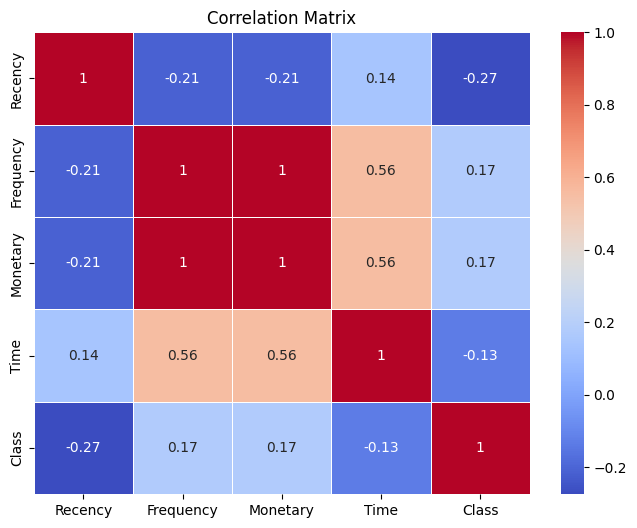 Correlation Matrix
Recency 1 -0.21 -0.21 0.14 -0.27
Frequency -0.21 1 1 0.56 0.17
Monetary -0.21 1 1 0.56 0.17
Time 0.14 0.56 0.56 1 -0.13
Class -0.27 0.17 0.17 -0.13 1
Recency Frequency Monetary Time Class
1.0
0.8
0.6
0.4
0.2
0.0
−0.2